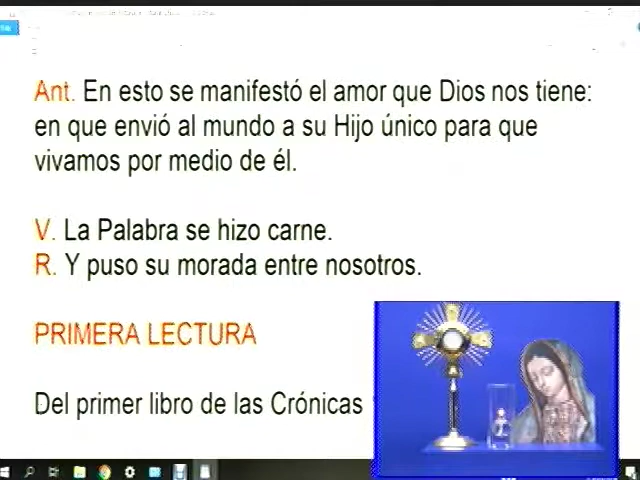 Ant. En esto se manifestó el amor que Dios nos tiene:
en que envió al mundo a su Hijo único para que
vivamos por medio de él.
V. La Palabra se hizo carne.
R. Y puso su morada entre nosotros.
PRIMERA LECTURA
Del primer libro de las Crónicas